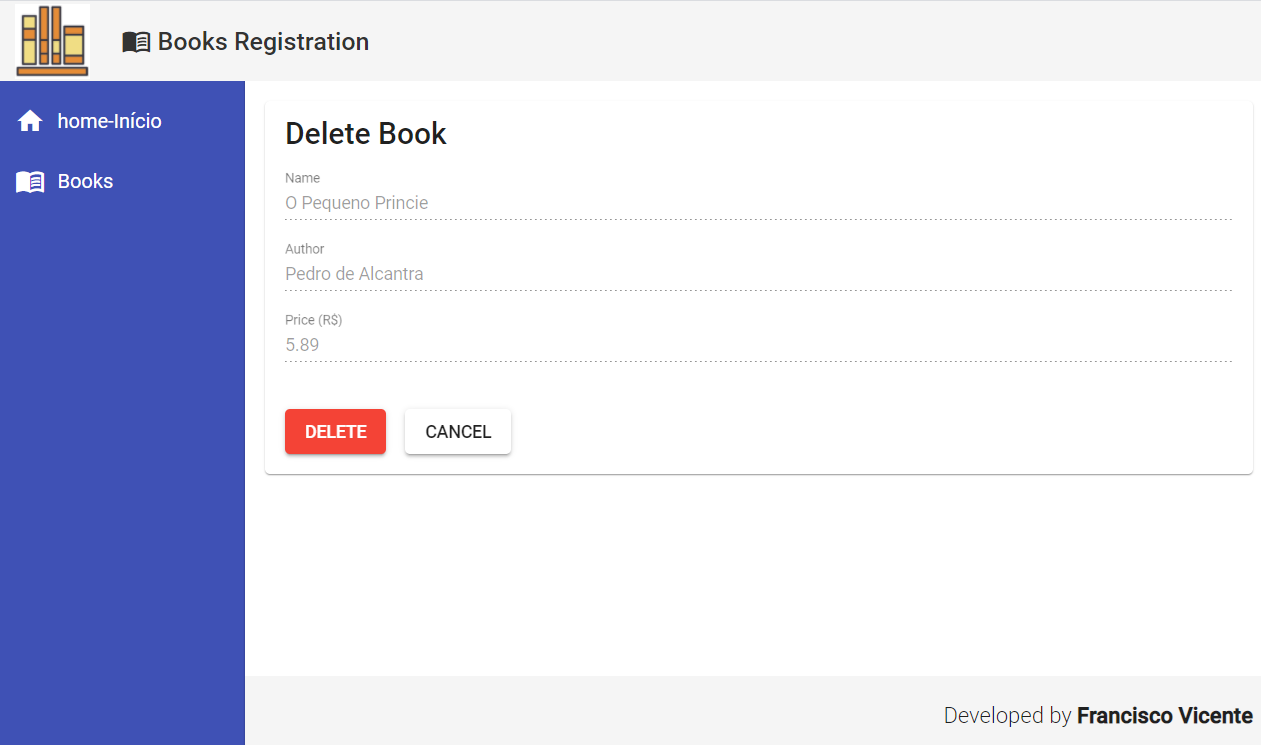 Books Registration
home-Início
Books
Delete Book
Name
O Pequeno Princie
Author
Pedro de Alcantra
Price (R$)
5.89
DELETE
CANCEL
Developed by Francisco Vicente